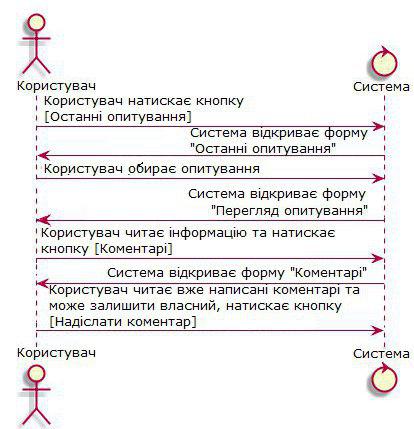 Користувач
Система
Користувач натискає кнопку
[Останні опитування]
Система відкриває форму
"Останні опитування"
Користувач обирає опитування
Система відкриває форму
"Перегляд опитування"
Користувач читає інформацію та натискає
кнопку [Коментарі]
Система відкриває форму "Коментарі"
Користувач читає вже написані коментарі та
може залишити власний, натискає кнопку
[Надіслати коментар]
Користувач
Система